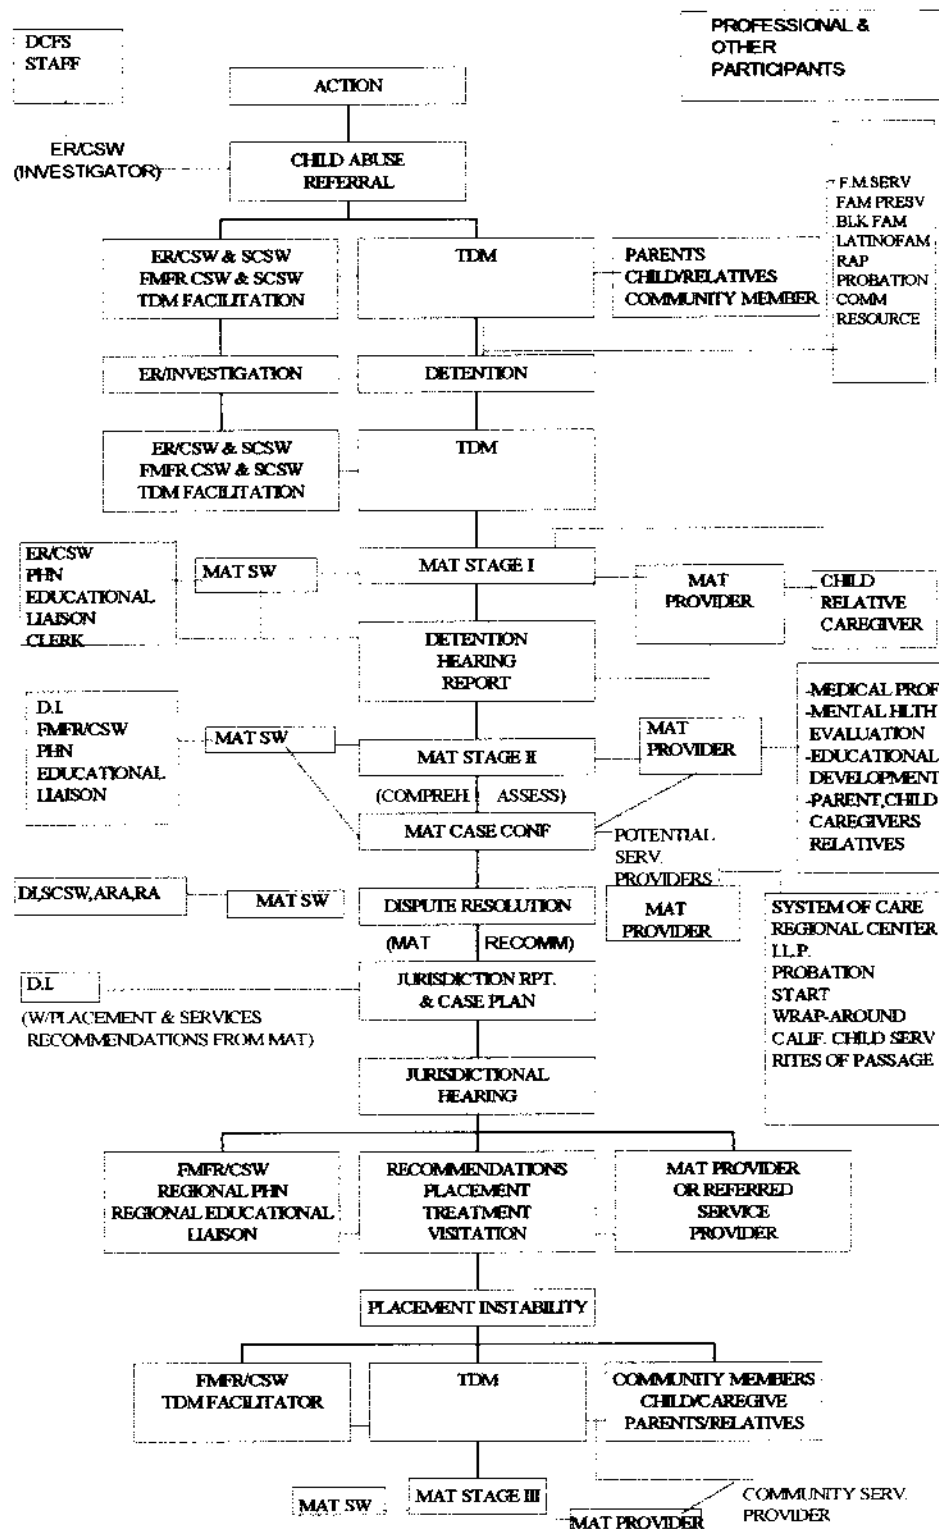 DCFS
STAFF
PROFESSIONAL &
OTHER
PARTICIPANTS
ACTION
ER/CSW
(INVESTIGATOR)
CHILD ABUSE
REFERRAL
F.M.SERV
FAM PRESV
BLK FAM
LATINOFAM
RAP
PROBATION
COMM
RESOURCE
ER/CSW & SCSW
FMFR CSW & SCSW
TDM FACILITATION
TDM
PARENTS
CHILD/RELATIVES
COMMUNITY MEMBER
ER/INVESTIGATION
DETENTION
ER/CSW & SCSW
FMFR CSW & SCSW
TDM FACILITATION
TDM
ER/CSW
PHN
EDUCATIONAL
LIAISON
CLERK
MAT SW
MAT STAGE I
MAT
PROVIDER
CHILD
RELATIVE
CAREGIVER
DETENTION
HEARING
REPORT
D.I.
FMFR/CSW
PHN
EDUCATIONAL
LIAISON
MAT SW
MAT STAGE II
MAT
PROVIDER
-MEDICAL PROF
-MENTAL HLTH
EVALUATION
-EDUCATIONAL
DEVELOPMENT
-PARENT,CHILD
CAREGIVERS
RELATIVES
(COMPREH. ASSESS)
MAT CASE CONF
POTENTIAL
SERV.
PROVIDERS
DI,SCSW,ARA,RA
MAT SW
DISPUTE RESOLUTION
MAT
PROVIDER
SYSTEM OF CARE
REGIONAL CENTER
I.L.P.
PROBATION
START
WRAP-AROUND
CALIF. CHILD SERV
RITES OF PASSAGE
(MAT RECOMM)
D.I.
(W/PLACEMENT & SERVICES
RECOMMENDATIONS FROM MAT)
JURISDICTION RPT.
& CASE PLAN
JURISDICTIONAL
HEARING
FMFR/CSW
REGIONAL PHN
REGIONAL EDUCATIONAL
LIAISON
RECOMMENDATIONS
PLACEMENT
TREATMENT
VISITATION
MAT PROVIDER
OR REFERRED
SERVICE
PROVIDER
PLACEMENT INSTABILITY
FMFR/CSW
TDM FACILITATOR
TDM
COMMUNITY MEMBERS
CHILD/CAREGIVE
PARENTS/RELATIVES
MAT SW
MAT STAGE III
MAT PROVIDER
COMMUNITY SERV.
PROVIDER